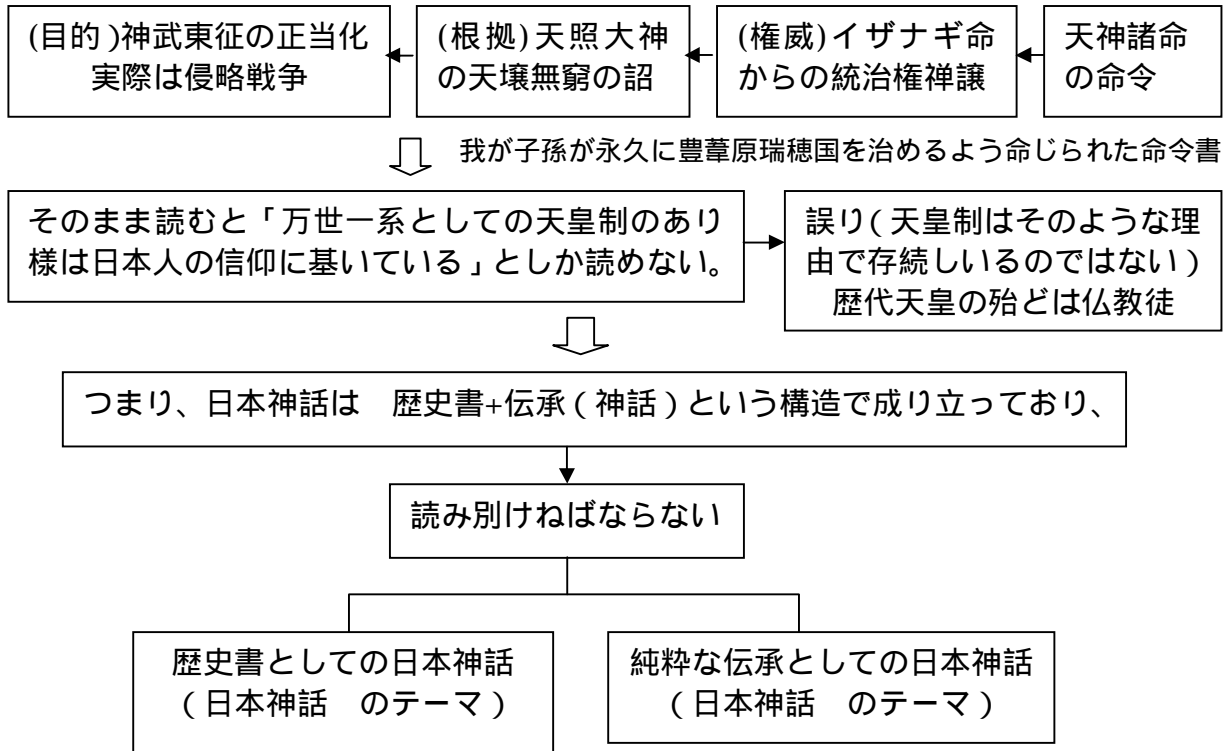 (目的)神武東征の正当化
実際は侵略戦争
(根拠)天照大神
の天壌無窮の詔
(権威)イザナギ命
からの統治権禅譲
天神諸命
の命令
我が子孫が永久に豊葦原瑞穂国を治めるよう命じられた命令書
そのまま読むと「万世一系としての天皇制のあり
様は日本人の信仰に基いている」としか読めない。
誤り(天皇制はそのような理
由で存続しいるのではない)
歴代天皇の殆どは仏教徒
つまり、日本神話は 歴史書+伝承(神話)という構造で成り立っており、
読み別けねばならない
歴史書としての日本神話
(日本神話 のテーマ)
純粋な伝承としての日本神話
(日本神話 のテーマ)